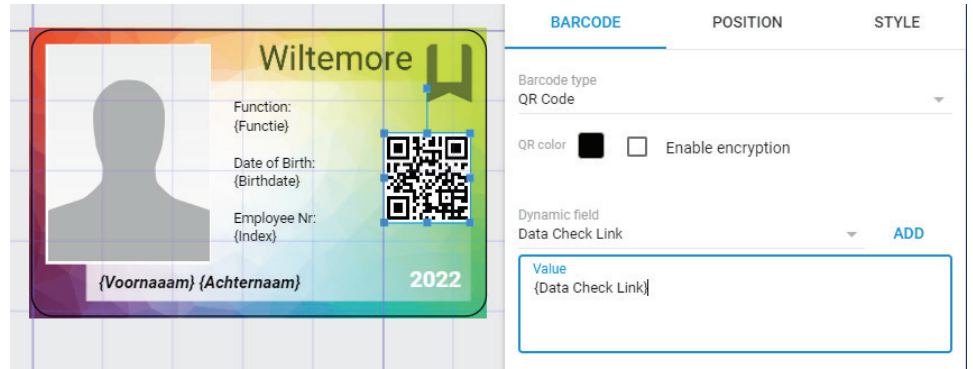 Wiltemore
Function:
{Functie}
Date of Birth:
{Birthdate}
Employee Nr:
{Index}
{Voornaaam} {Achternaam}
2022
BARCODE POSITION STYLE
Barcode type
QR Code
QR color Enable encryption
Dynamic field
Data Check Link ADD
Value
{Data Check Link}